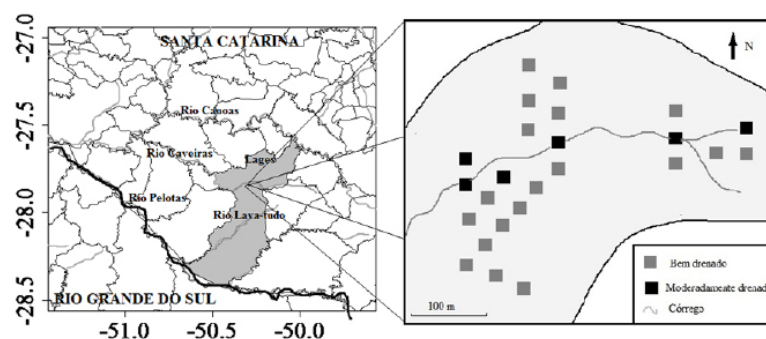 -27.0
-27.5
-28.0
-28.5
-51.0
-50.5
-50.0
SANTA CATARINA
Rio Canoas
Rio Caveiras
Lages
Rio Pelotas
Rio Lava-tudo
RIO GRANDE DO SUL
N
100 m
Bem drenado
Moderadamente drenad
Córrego